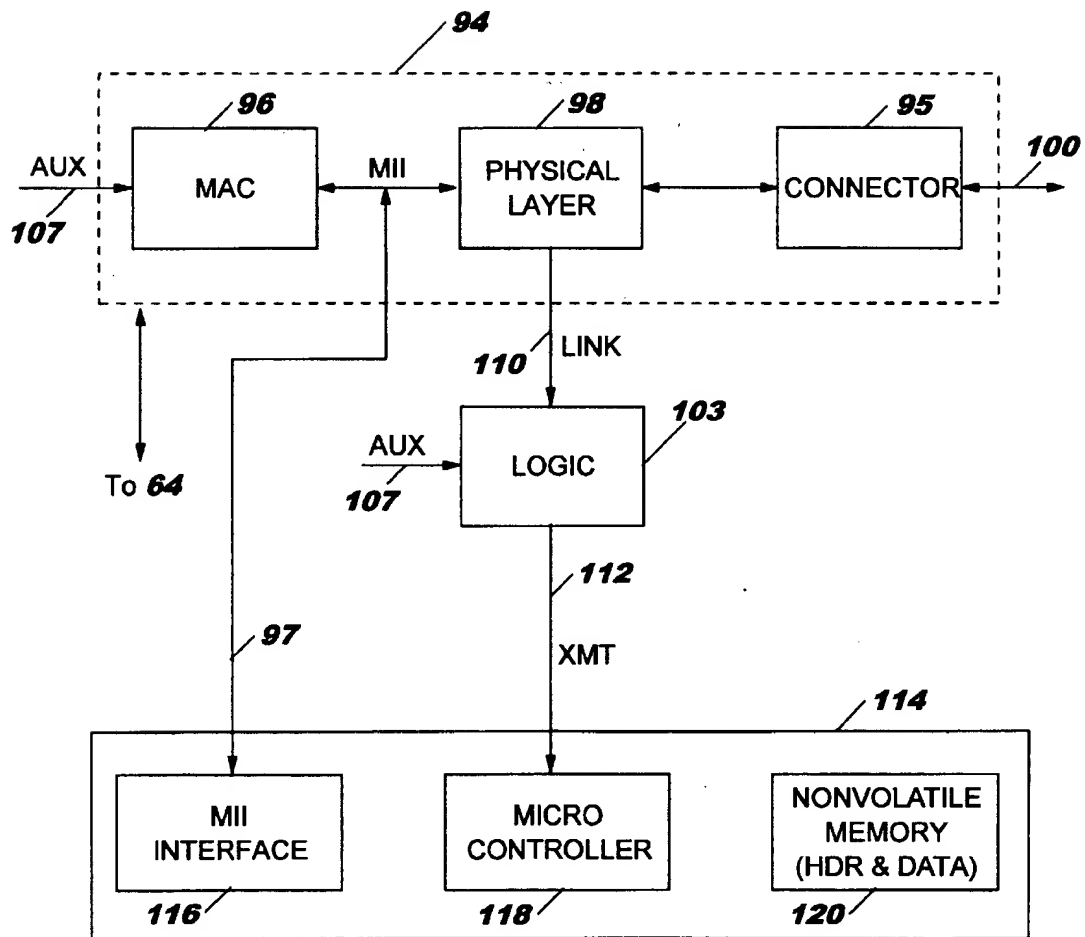 94
96
98
95
100
AUX
107
MAC
MII
PHYSICAL
LAYER
CONNECTOR
110
LINK
103
AUX
107
LOGIC
To 64
112
97
XMT
114
MII
INTERFACE
116
MICRO
CONTROLLER
118
NONVOLATILE
MEMORY
(HDR & DATA)
120